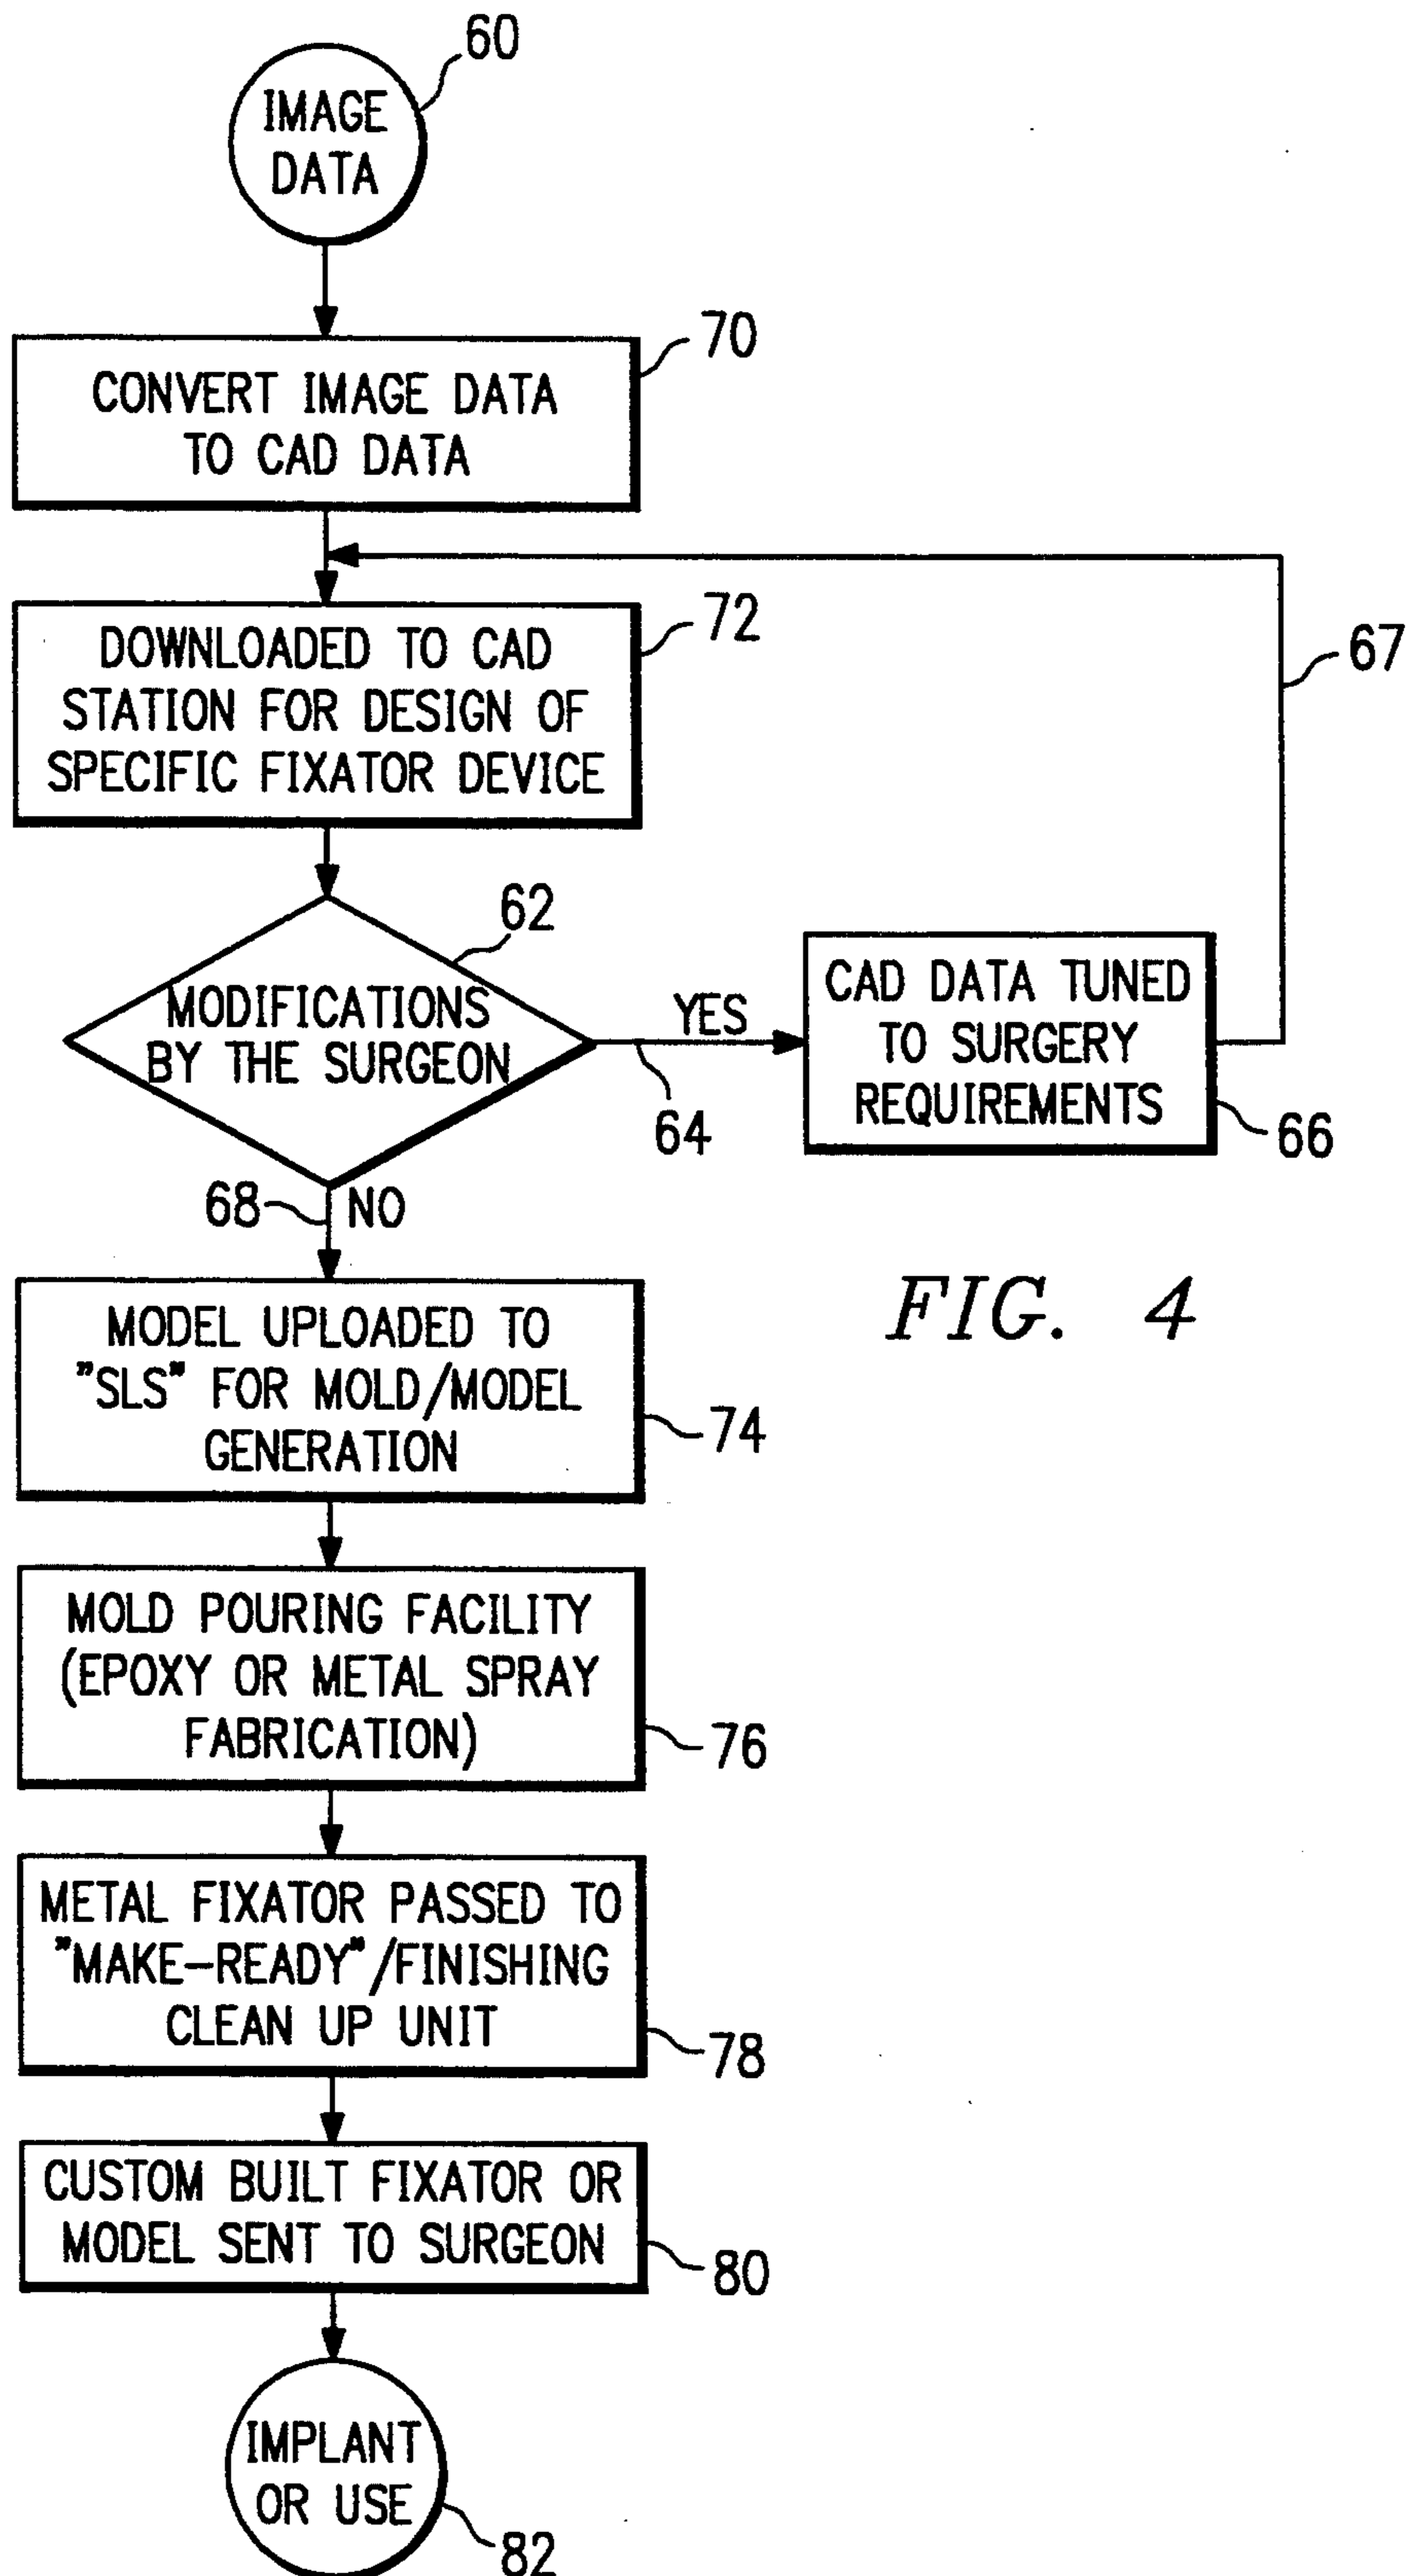 60
IMAGE
DATA
70
CONVERT IMAGE DATA
TO CAD DATA
72
DOWNLOADED TO CAD
STATION FOR DESIGN OF
SPECIFIC FIXATOR DEVICE
67
62
MODIFICATIONS
BY THE SURGEON
YES
64
CAD DATA TUNED
TO SURGERY
REQUIREMENTS
66
68
NO
MODEL UPLOADED TO
"SLS" FOR MOLD/MODEL
GENERATION
74
FIG. 4
MOLD POURING FACILITY
(EPOXY OR METAL SPRAY
FABRICATION)
76
METAL FIXATOR PASSED TO
"MAKE-READY"/FINISHING
CLEAN UP UNIT
78
CUSTOM BUILT FIXATOR OR
MODEL SENT TO SURGEON
80
IMPLANT
OR USE
82